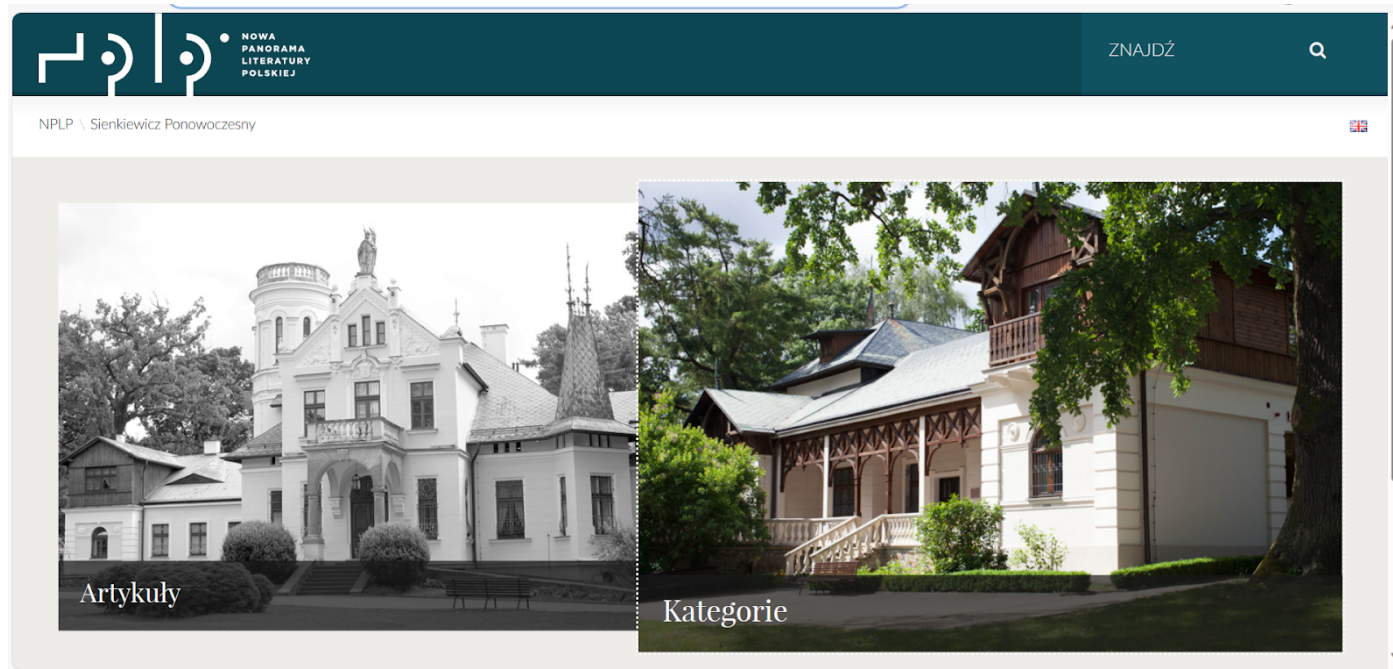 NOWA
PANORAMA
LITERATURY
POLSKIEJ
ZNAJDŹ
NPLP \ Sienkiewicz Ponowoczesny
Artykuły
Kategorie